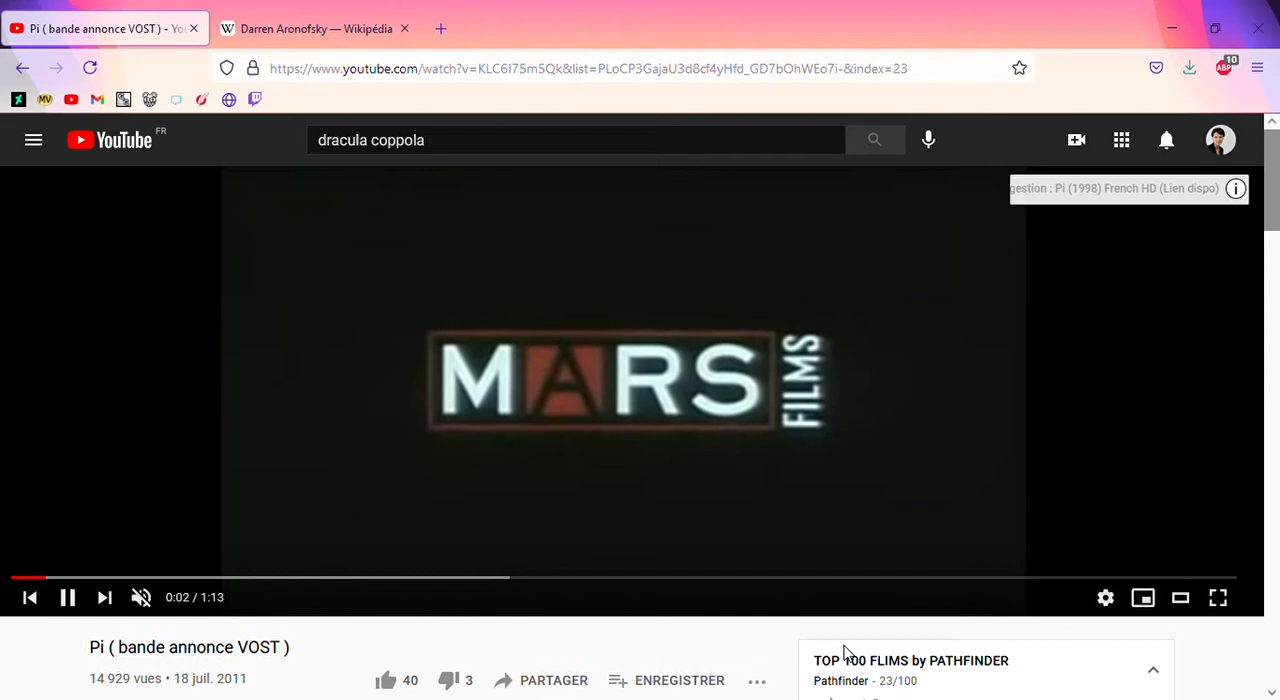 Pi ( bande annonce VOST ) - Yo
Darren Aronofsky — Wikipédia
https://www.youtube.com/watch?v=KLC6I75m5Qk&list=PLoCP3GajaU3d8cf4yHfd_GD7bOhWEo7i-&index=23
10
ABP
MV
YouTube FR
dracula coppola
gestion : Pi (1998) French HD (Lien dispo)
MARS FILMS
0:02 / 1:13
Pi ( bande annonce VOST )
14 929 vues • 18 juil. 2011
40
3
PARTAGER
ENREGISTRER
TOP 100 FLIMS by PATHFINDER
Pathfinder - 23/100